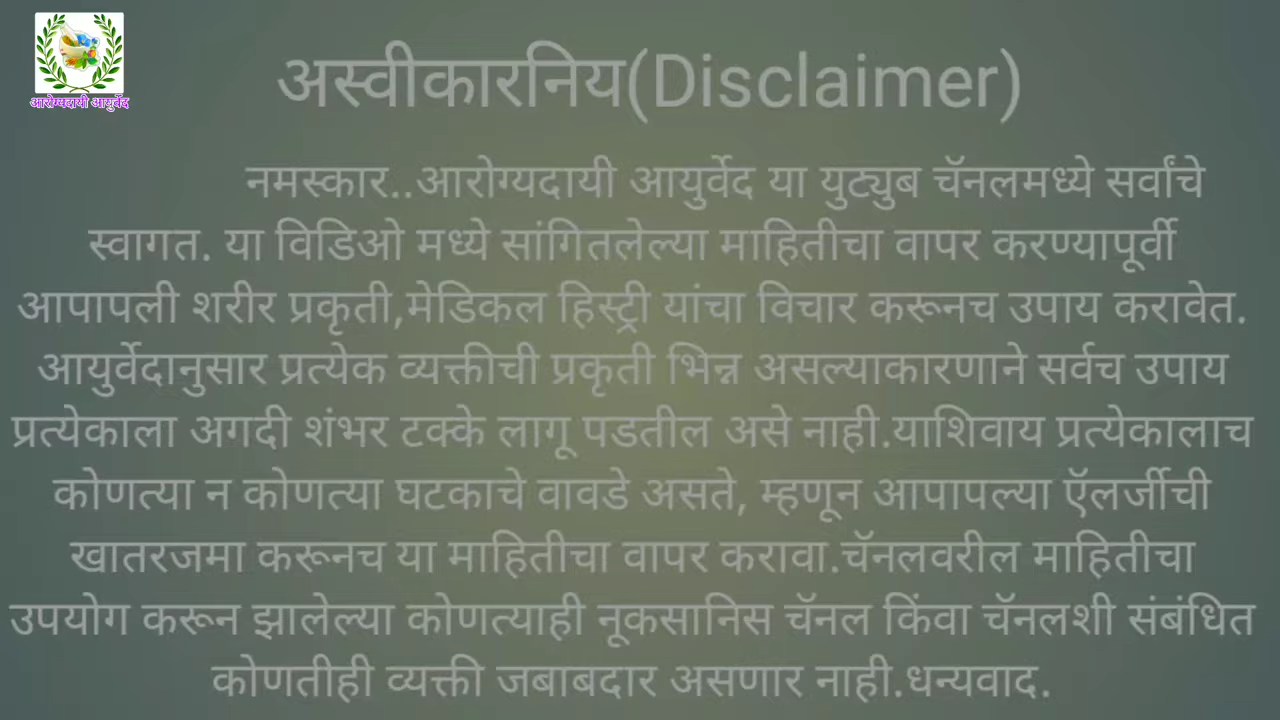 आरोग्यदायी आयुर्वेद
अस्वीकारनिय(Disclaimer)
नमस्कार..आरोग्यदायी आयुर्वेद या युट्युब चॅनलमध्ये सर्वांचे
स्वागत. या विडिओ मध्ये सांगितलेल्या माहितीचा वापर करण्यापूर्वी
आपापली शरीर प्रकृती,मेडिकल हिस्ट्री यांचा विचार करूनच उपाय करावेत.
आयुर्वेदानुसार प्रत्येक व्यक्तीची प्रकृती भिन्न असल्याकारणाने सर्वच उपाय
प्रत्येकाला अगदी शंभर टक्के लागू पडतील असे नाही.याशिवाय प्रत्येकालाच
कोणत्या न कोणत्या घटकाचे वावडे असते, म्हणून आपापल्या ऍलर्जीची
खातरजमा करूनच या माहितीचा वापर करावा.चॅनलवरील माहितीचा
उपयोग करून झालेल्या कोणत्याही नूकसानिस चॅनल किंवा चॅनलशी संबंधित
कोणतीही व्यक्ती जबाबदार असणार नाही.धन्यवाद.